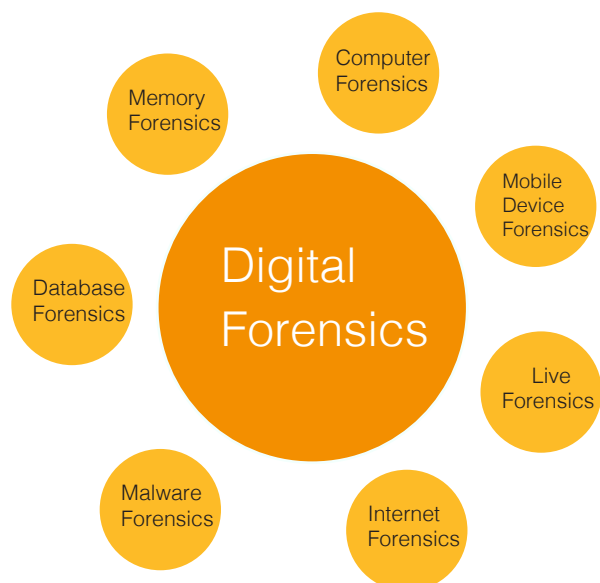 Computer
Forensics
Memory
Forensics
Mobile
Device
Forensics
Digital
Forensics
Database
Forensics
Live
Forensics
Malware
Forensics
Internet
Forensics